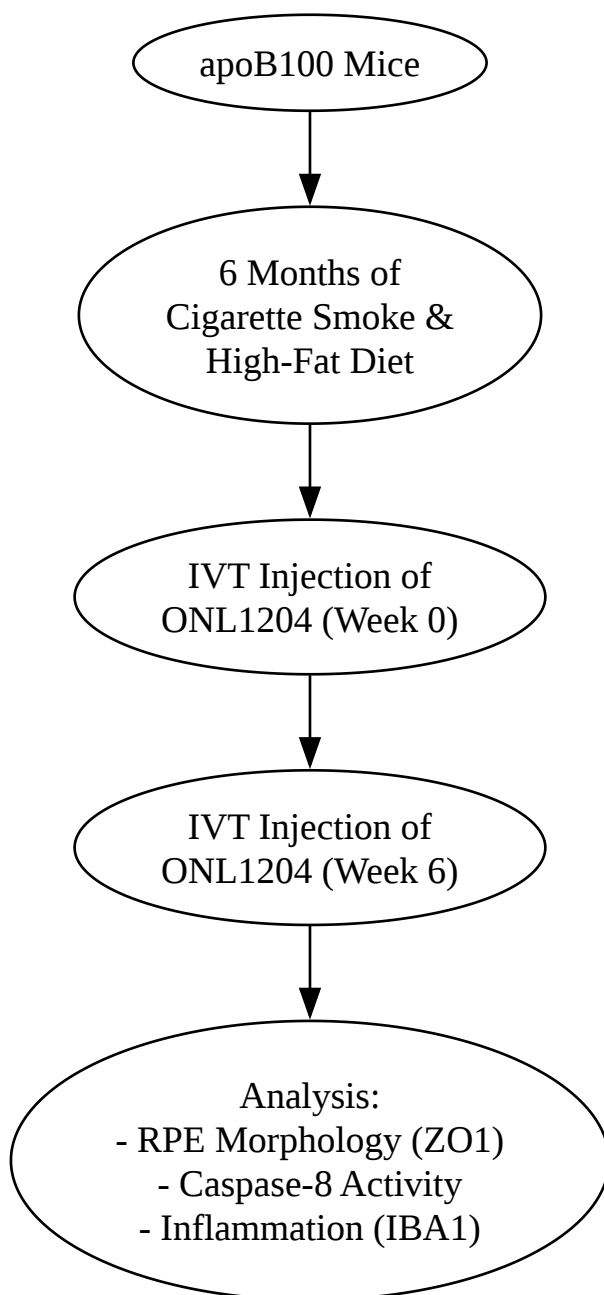 apoB100 Mice
6 Months of
Cigarette Smoke &
High-Fat Diet
IVT Injection of
ONL1204 (Week 0)
IVT Injection of
ONL1204 (Week 6)
Analysis:
- RPE Morphology (ZO1)
- Caspase-8 Activity
- Inflammation (IBA1)